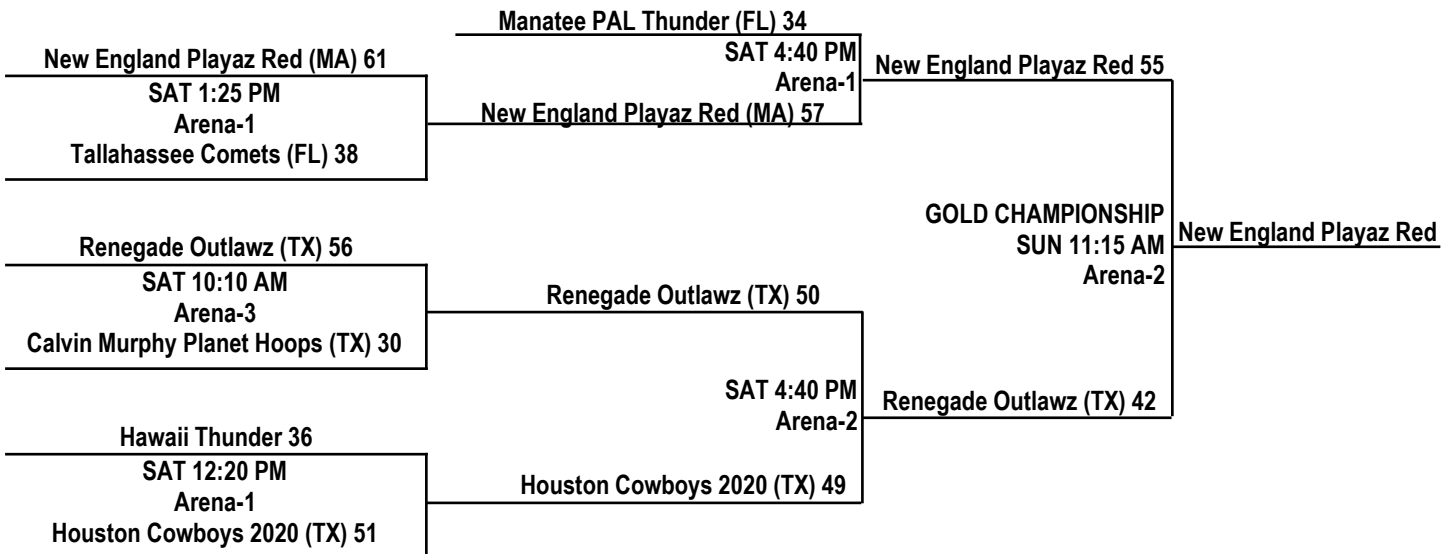 Manatee PAL Thunder (FL) 34
New England Playaz Red (MA) 61
SAT 4:40 PM
Arena-1
New England Playaz Red 55
SAT 1:25 PM
Arena-1
New England Playaz Red (MA) 57
Tallahassee Comets (FL) 38
GOLD CHAMPIONSHIP
SUN 11:15 AM
Arena-2
New England Playaz Red
Renegade Outlawz (TX) 56
SAT 10:10 AM
Arena-3
Calvin Murphy Planet Hoops (TX) 30
Renegade Outlawz (TX) 50
SAT 4:40 PM
Arena-2
Renegade Outlawz (TX) 42
Hawaii Thunder 36
SAT 12:20 PM
Arena-1
Houston Cowboys 2020 (TX) 51
Houston Cowboys 2020 (TX) 49